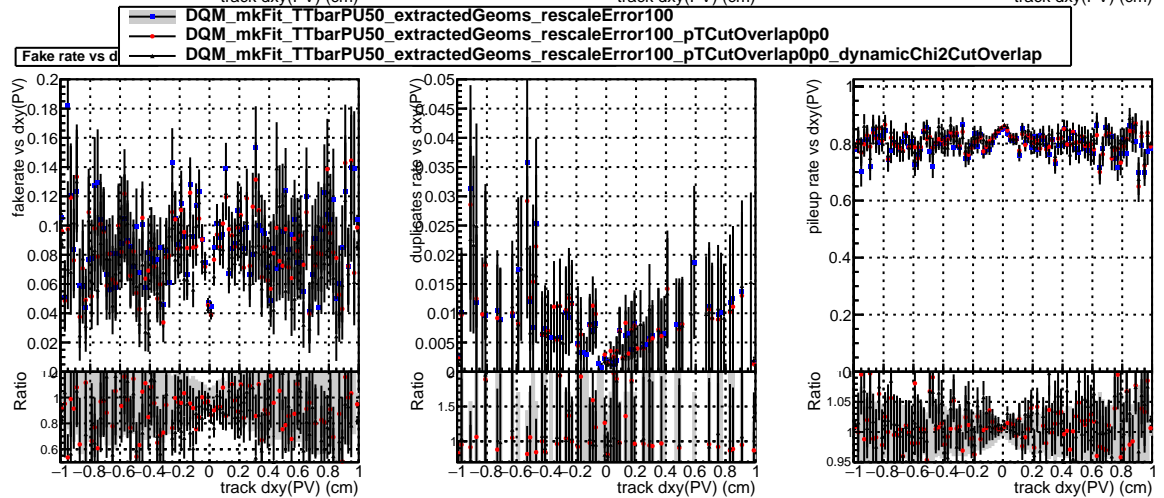 track dxy(PV) (cm) track dxy(PV) (cm) track dxy(PV) (cm)
DQM_mkFit_TTbarPU50_extractedGeoms_rescaleError100
DQM_mkFit_TTbarPU50_extractedGeoms_rescaleError100_pTCutOverlap0p0
DQM_mkFit_TTbarPU50_extractedGeoms_rescaleError100_pTCutOverlap0p0_dynamicChi2CutOverlap
Fake rate vs d
fakerate vs dxy(PV)
0.2
0.18
0.16
0.14
0.12
0.1
0.08
0.06
0.04
0.02
0
Ratio
1
0.8
0.6
−1 −0.8 −0.6 −0.4 −0.2 0 0.2 0.4 0.6 0.8 1
track dxy(PV) (cm)
duplicates rate vs dxy(PV)
0.05
0.045
0.04
0.035
0.03
0.025
0.02
0.015
0.01
0.005
0
Ratio
1.5
1
−1 −0.8 −0.6 −0.4 −0.2 0 0.2 0.4 0.6 0.8 1
track dxy(PV) (cm)
pileup rate vs dxy(PV)
1
0.8
0.6
0.4
0.2
0
Ratio
1.05
1
0.95
−1 −0.8 −0.6 −0.4 −0.2 0 0.2 0.4 0.6 0.8 1
track dxy(PV) (cm)